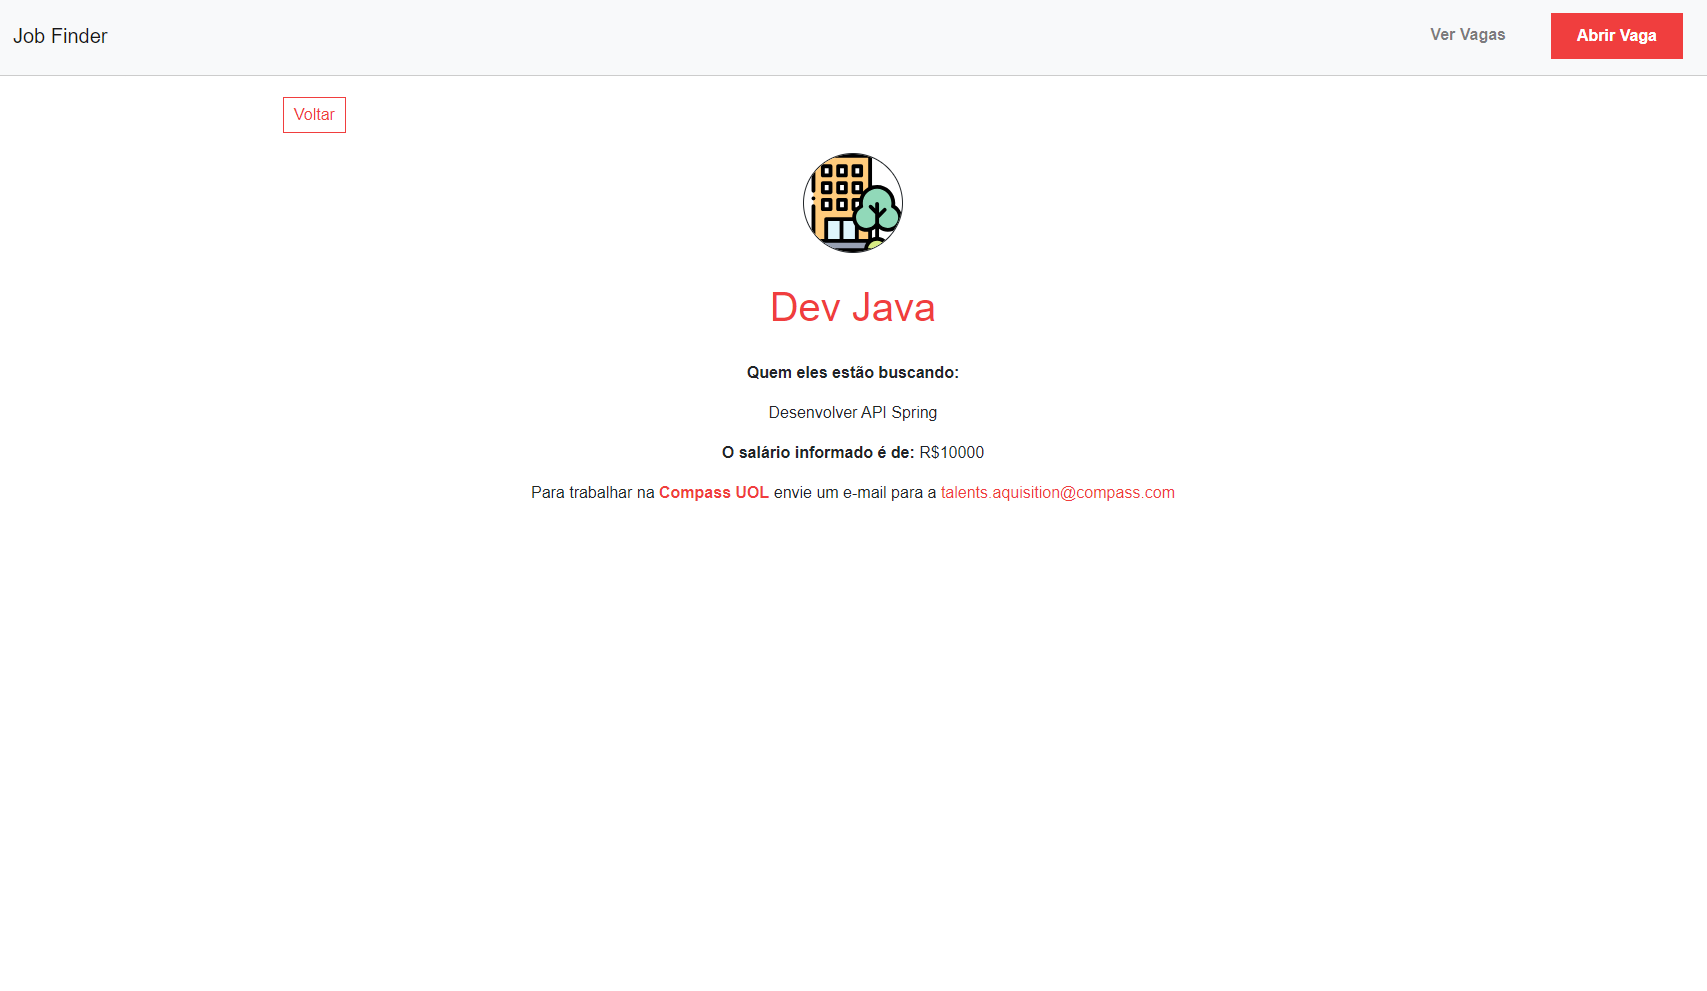 Job Finder
Ver Vagas
Abrir Vaga
Voltar
Dev Java
Quem eles estão buscando:
Desenvolver API Spring
O salário informado é de: R$10000
Para trabalhar na Compass UOL envie um e-mail para a talents.aquisition@compass.com